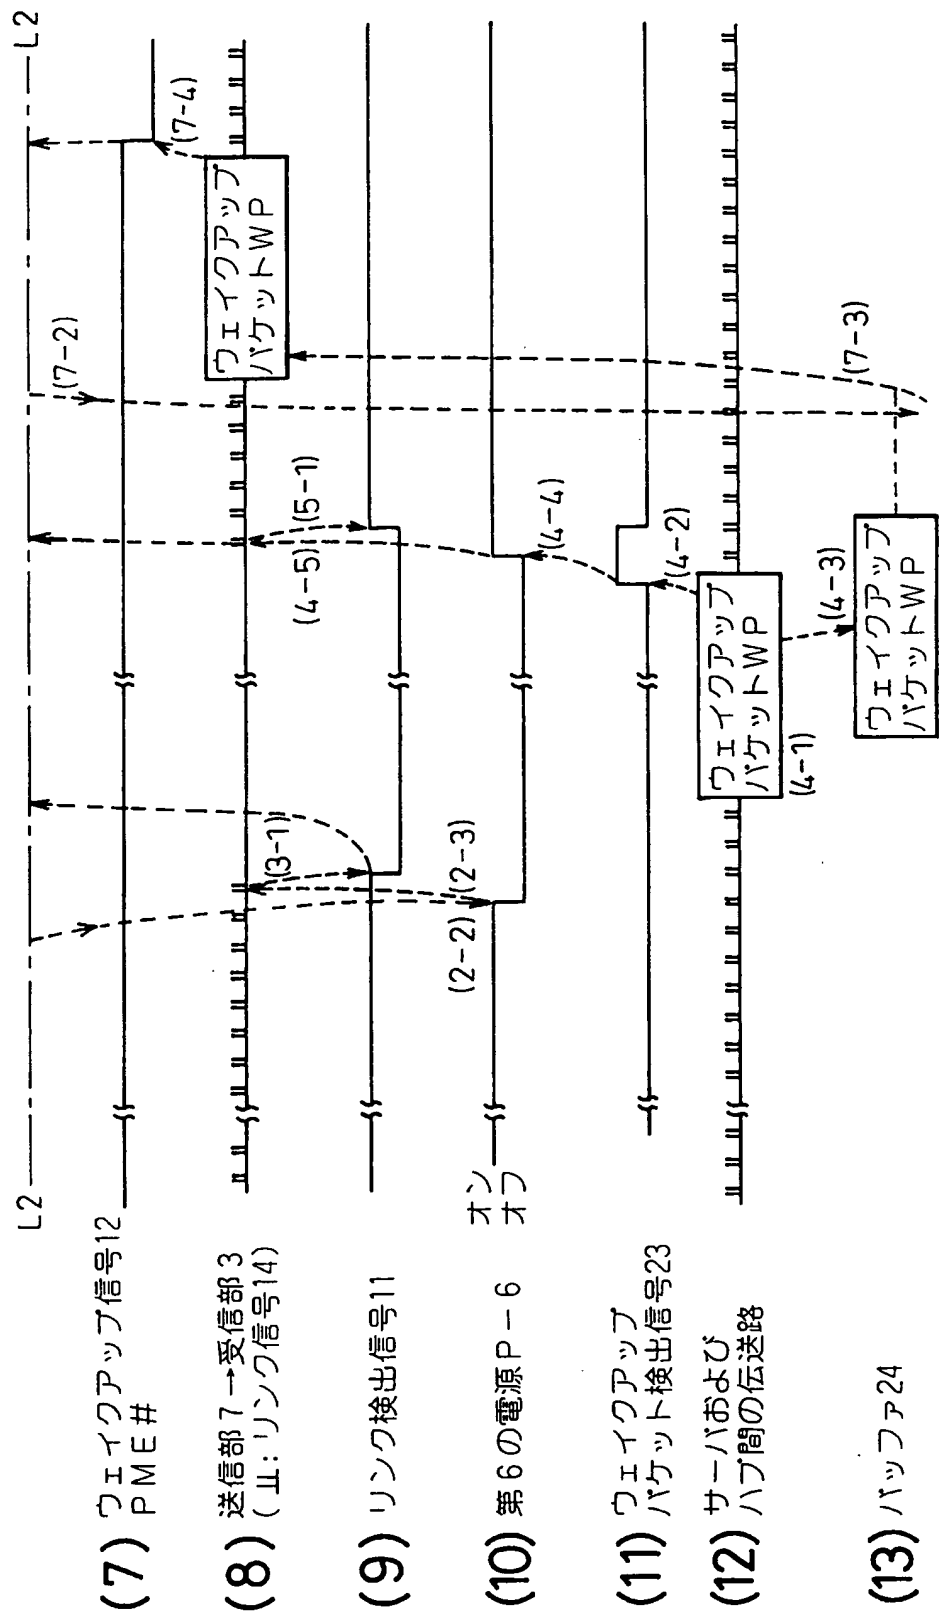 L2
L2
(7)
ウェイクアップ信号12
PME#
(7-2)
(7-4)
(8)
送信部7→受信部3
(⊥⊥:リンク信号14)
ウェイクアップ
パケットWP
(3-1)
(4-5)
(5-1)
(9)
リンク検出信号11
(10)
第6の電源P-6
オン
オフ
(2-2)
(2-3)
(4-4)
(11)
ウェイクアップ
パケット検出信号23
(4-2)
(12)
サーバおよび
ハブ間の伝送路
ウェイクアップ
パケットWP
(4-1)
(4-3)
(7-3)
(13)
バッファ24
ウェイクアップ
パケットWP